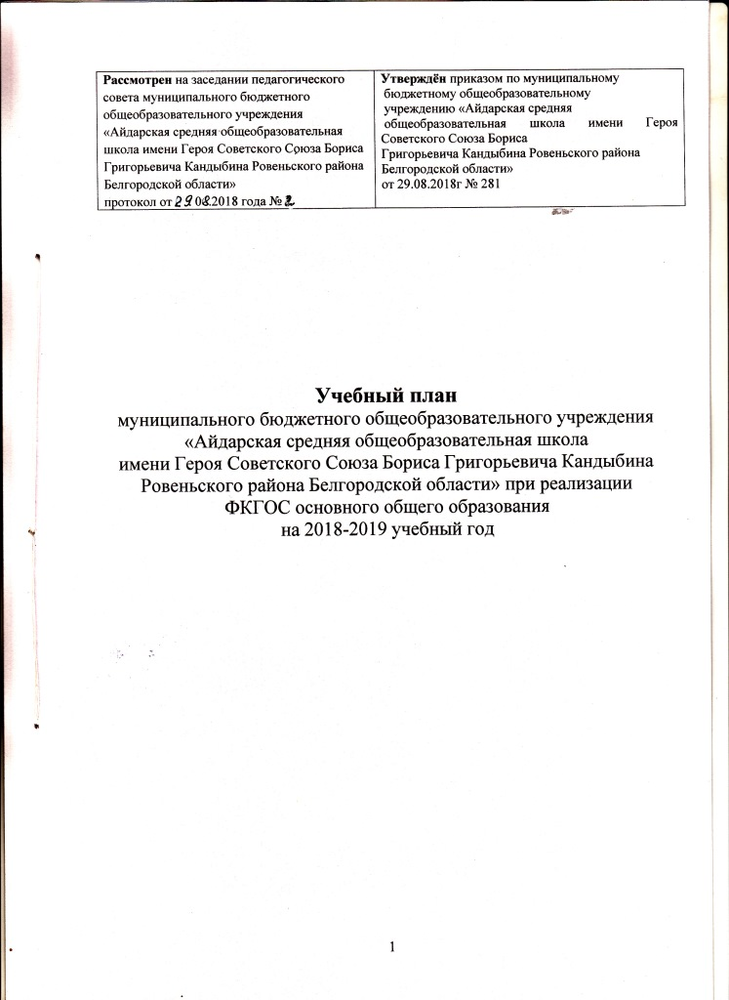 Рассмотрен на заседании педагогического
совета муниципального бюджетного
общеобразовательного учреждения
«Айдарская средняя общеобразовательная
школа имени Героя Советского Союза Бориса
Григорьевича Кандыбина Ровеньского района
Белгородской области»
протокол от 29 08.2018 года № 2
Утверждён приказом по муниципальному
бюджетному общеобразовательному
учреждению «Айдарская средняя
общеобразовательная школа имени Героя
Советского Союза Бориса
Григорьевича Кандыбина Ровеньского района
Белгородской области»
от 29.08.2018г № 281
Учебный план
муниципального бюджетного общеобразовательного учреждения
«Айдарская средняя общеобразовательная школа
имени Героя Советского Союза Бориса Григорьевича Кандыбина
Ровеньского района Белгородской области» при реализации
ФКГОС основного общего образования
на 2018-2019 учебный год
1